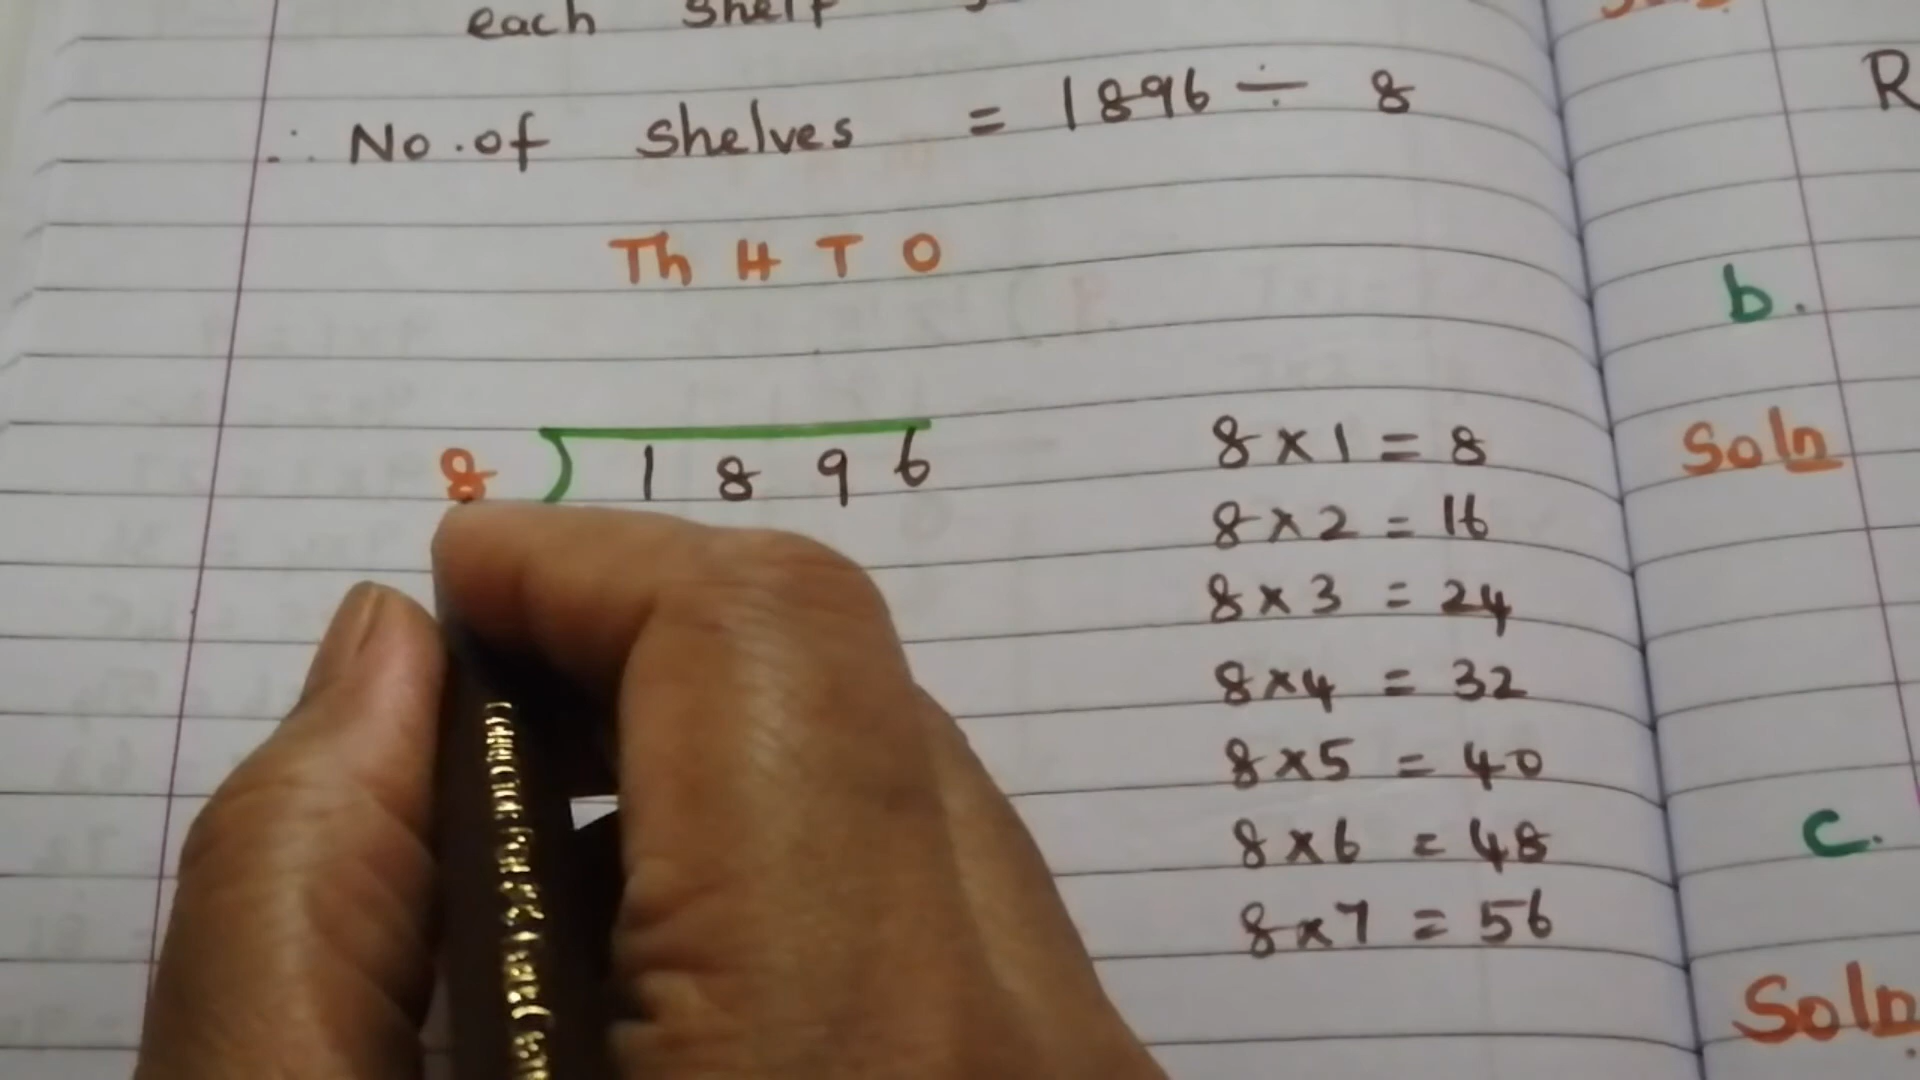 each shelf
∴ No. of shelves = 1896 ÷ 8
Th H T O
8 ) 1 8 9 6
8 × 1 = 8
8 × 2 = 16
8 × 3 = 24
8 × 4 = 32
8 × 5 = 40
8 × 6 = 48
8 × 7 = 56
R
b.
Soln
c.
Soln